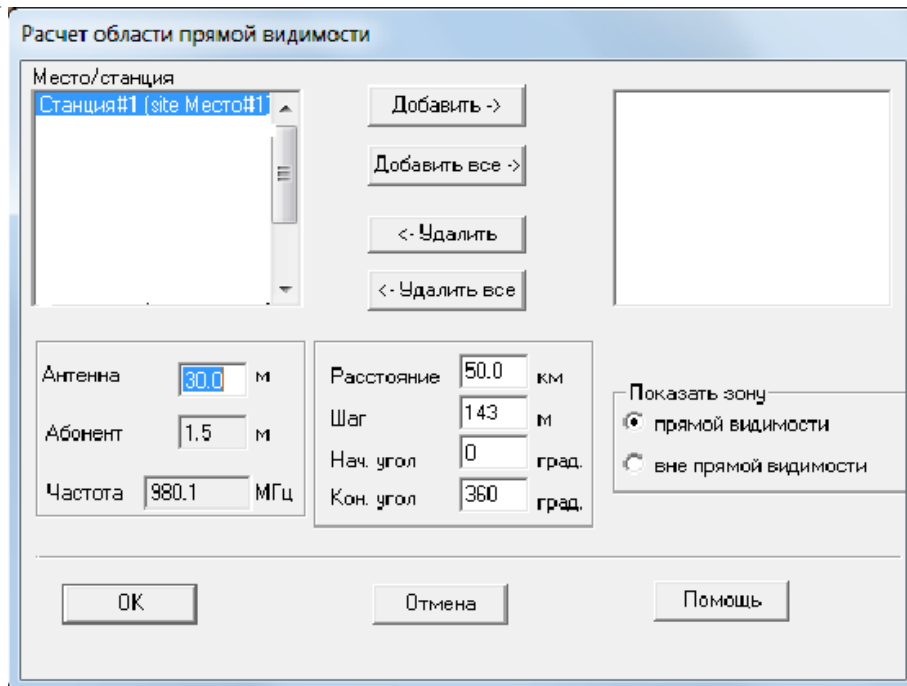 Расчет области прямой видимости
Место/станция
Станция#1 (site Место#17
Добавить ->
Добавить все ->
<- Удалить
<- Удалить все
Антенна 30.0 м
Абонент 1.5 м
Частота 980.1 МГц
Расстояние 50.0 км
Шаг 143 м
Нач. угол 0 град.
Кон. угол 360 град.
Показать зону
прямой видимости
вне прямой видимости
OK
Отмена
Помощь